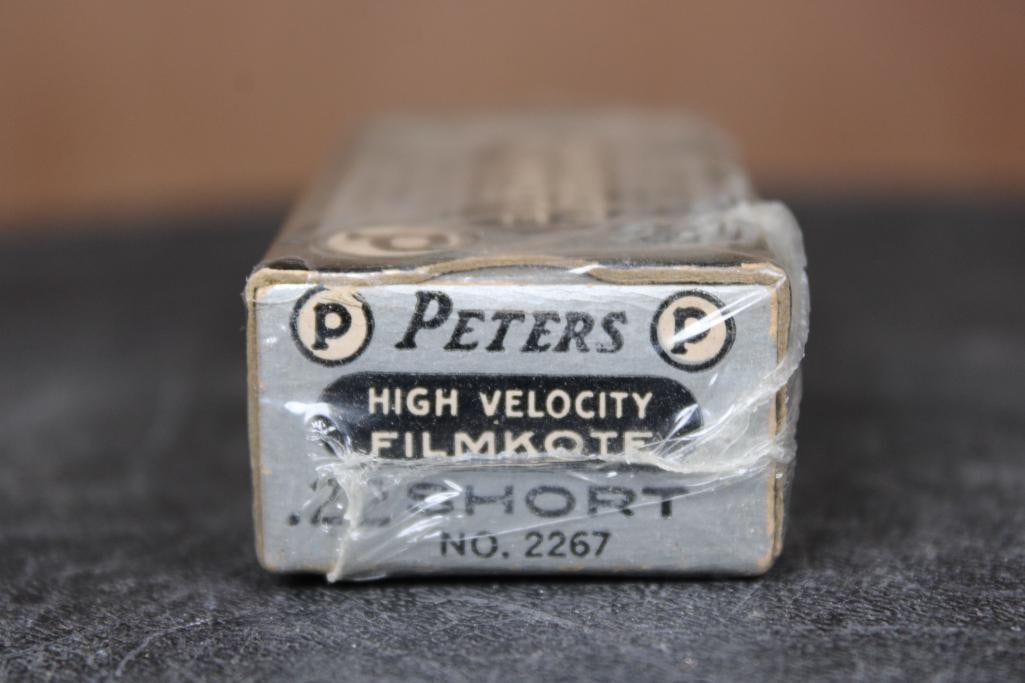 P PETERS P
HIGH VELOCITY
FILMKOTE
.22 SHORT
NO. 2267